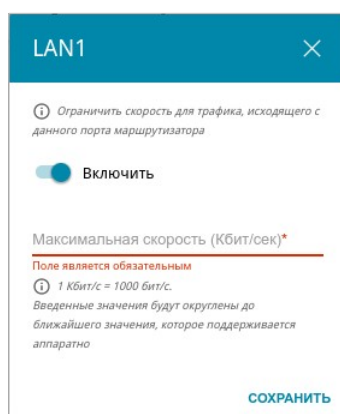 LAN1
Ограничить скорость для трафика, исходящего с
данного порта маршрутизатора
Включить
Максимальная скорость (Кбит/сек)*
Поле является обязательным
1 Кбит/с = 1000 бит/с.
Введенные значения будут округлены до
ближайшего значения, которое поддерживается
аппаратно
СОХРАНИТЬ